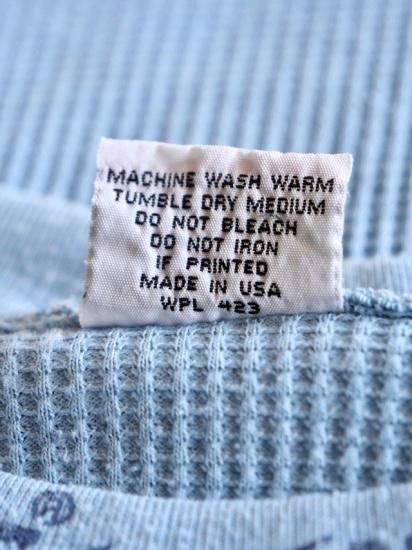 MACHINE WASH WARM
TUMBLE DRY MEDIUM
DO NOT BLEACH
DO NOT IRON
IF PRINTED
MADE IN USA
WPL 423
®